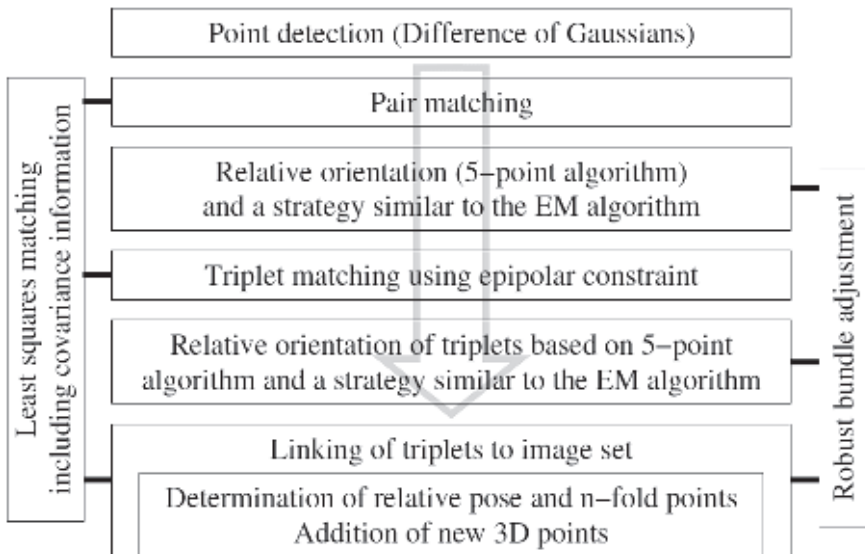 Point detection (Difference of Gaussians)
Pair matching
Relative orientation (5−point algorithm)
and a strategy similar to the EM algorithm
Triplet matching using epipolar constraint
Relative orientation of triplets based on 5−point
algorithm and a strategy similar to the EM algorithm
Linking of triplets to image set
Determination of relative pose and n−fold points
Addition of new 3D points
Least squares matching
including covariance information
Robust bundle adjustment